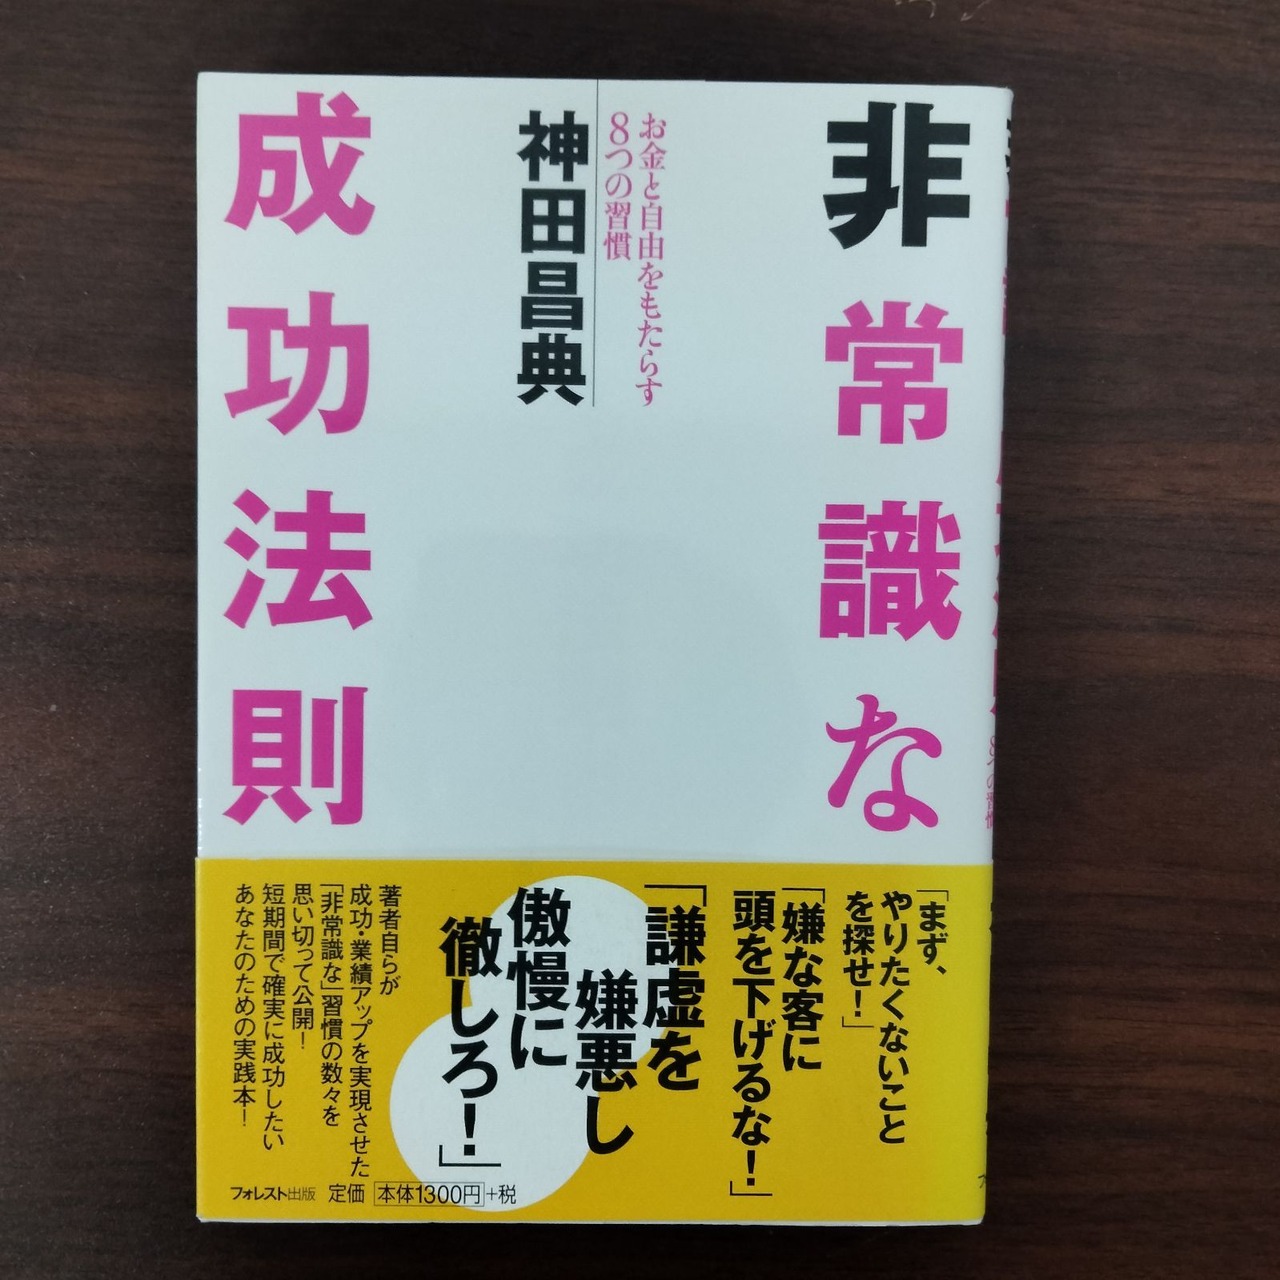 非常識な
成功法則
お金と自由をもたらす
8つの習慣
神田昌典
「まず、
やりたくないこと
を探せ！」
「嫌な客に
頭を下げるな！」
「謙虚を
嫌悪し
傲慢に
徹しろ！」
著者自らが
成功・業績アップを実現させた
「非常識な」習慣の数々を
思い切って公開！
短期間で確実に成功したい
あなたのための実践本！
フォレスト出版 定価 本体1300円+税
8つの習慣